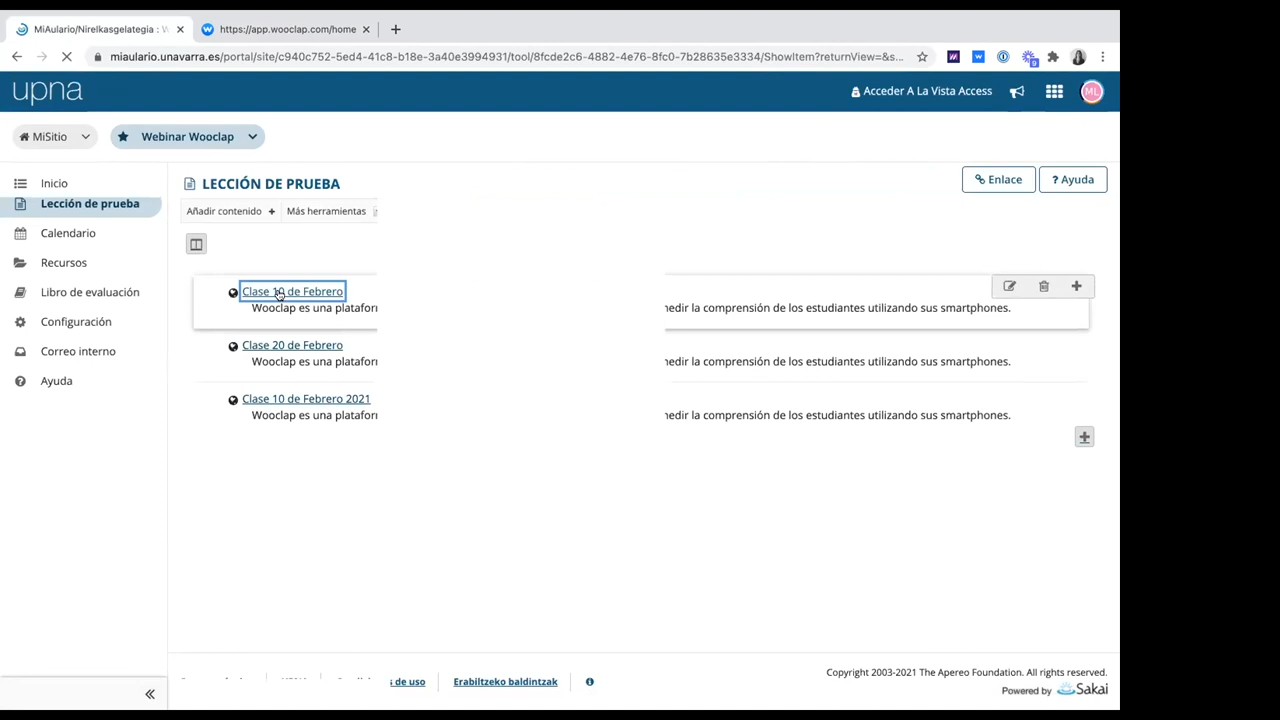 MiAulario/Nirelkasgelategia : W
https://app.wooclap.com/home
miaulario.unavarra.es/portal/site/c940c752-5ed4-41c8-b18e-3a40e3994931/tool/8fcde2c6-4882-4e76-8fc0-7b28635e3334/ShowItem?returnView=&s...
upna
Acceder A La Vista Access
ML
MiSitio
Webinar Wooclap
Inicio
Lección de prueba
Calendario
Recursos
Libro de evaluación
Configuración
Correo interno
Ayuda
LECCIÓN DE PRUEBA
Enlace
? Ayuda
Añadir contenido +
Más herramientas
Clase 10 de Febrero
Wooclap es una platafor medir la comprensión de los estudiantes utilizando sus smartphones.
Clase 20 de Febrero
Wooclap es una platafor medir la comprensión de los estudiantes utilizando sus smartphones.
Clase 10 de Febrero 2021
Wooclap es una platafor medir la comprensión de los estudiantes utilizando sus smartphones.
s de uso
Erabiltzeko baldintzak
Copyright 2003-2021 The Apereo Foundation. All rights reserved.
Powered by Sakai